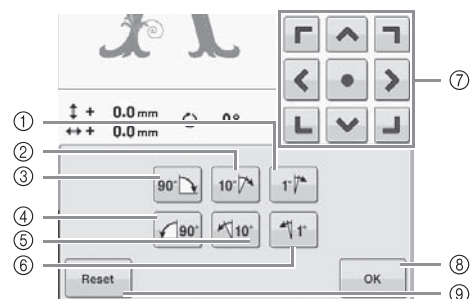 ↕ + 0.0 mm 0°
↔ + 0.0 mm
① ⑦
②
③ 90° 10° 1°
④ 90° 10° 1°
⑤
⑥ ⑧
Reset OK
⑨